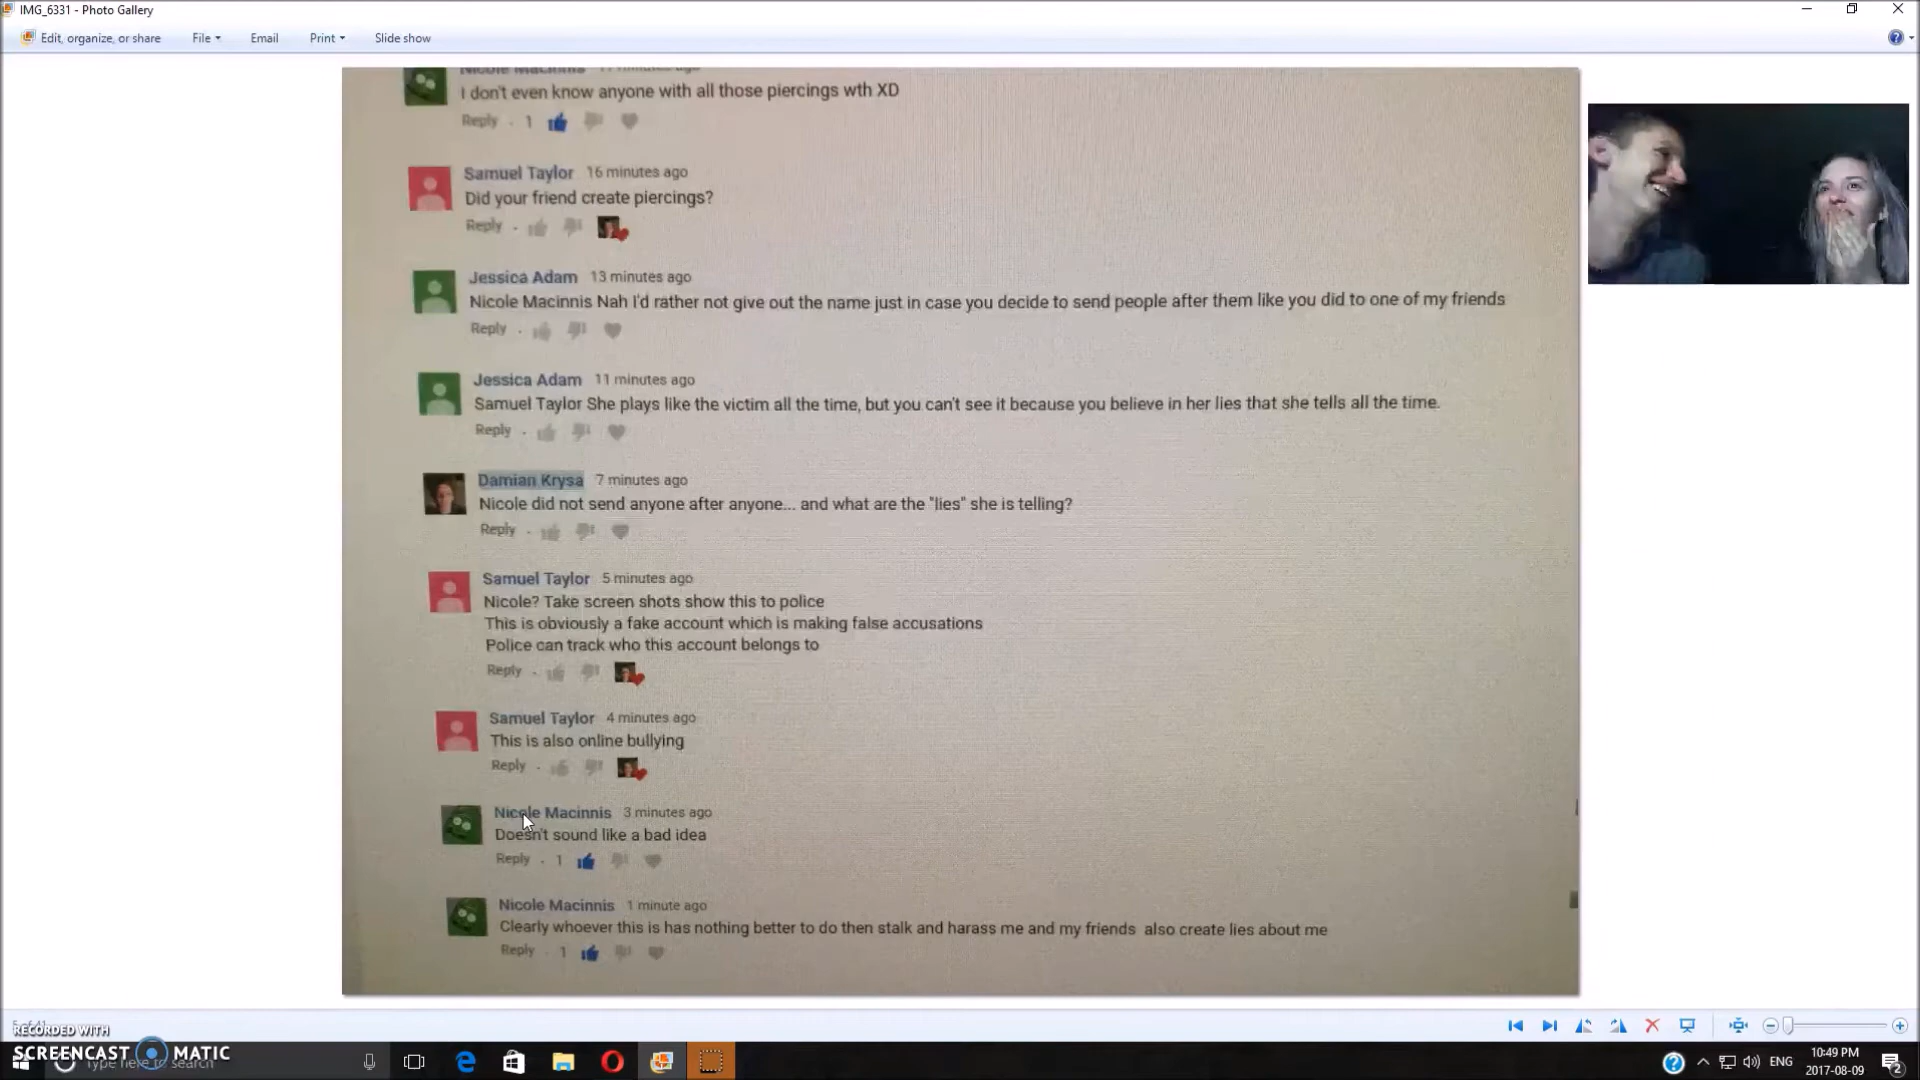 IMG_6331 - Photo Gallery
Edit, organize, or share File Email Print Slide show
Nicole Macinnis
I don't even know anyone with all those piercings wth XD
Reply · 1
Samuel Taylor 16 minutes ago
Did your friend create piercings?
Reply ·
Jessica Adam 13 minutes ago
Nicole Macinnis Nah I'd rather not give out the name just in case you decide to send people after them like you did to one of my friends
Reply ·
Jessica Adam 11 minutes ago
Samuel Taylor She plays like the victim all the time, but you can't see it because you believe in her lies that she tells all the time.
Reply ·
Damian Krysa 7 minutes ago
Nicole did not send anyone after anyone... and what are the "lies" she is telling?
Reply ·
Samuel Taylor 5 minutes ago
Nicole? Take screen shots show this to police
This is obviously a fake account which is making false accusations
Police can track who this account belongs to
Reply ·
Samuel Taylor 4 minutes ago
This is also online bullying
Reply ·
Nicole Macinnis 3 minutes ago
Doesn't sound like a bad idea
Reply · 1
Nicole Macinnis 1 minute ago
Clearly whoever this is has nothing better to do then stalk and harass me and my friends also create lies about me
Reply · 1
RECORDED WITH
SCREENCAST MATIC
Type here to search
ENG
10:49 PM
2017-08-09
2